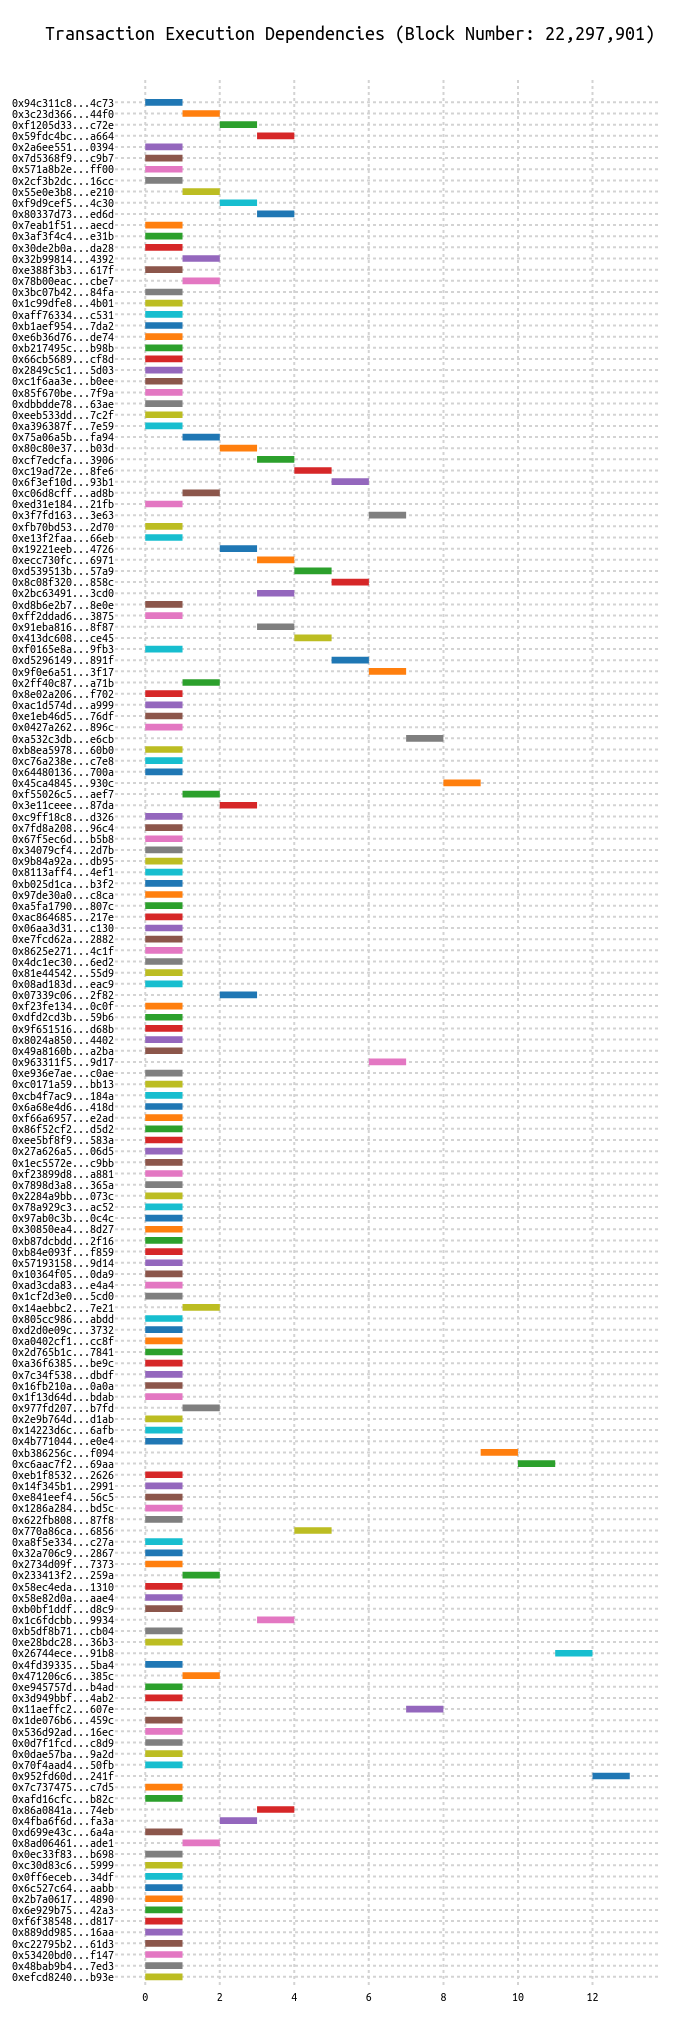 Transaction Execution Dependencies (Block Number: 22,297,901)
0x94c311c8...4c73
0x3c23d366...44f0
0xf1205d33...c72e
0x59fdc4bc...a664
0x2a6ee551...0394
0x7d5368f9...c9b7
0x571a8b2e...ff00
0x2cf3b2dc...16cc
0x55e0e3b8...e210
0xf9d9cef5...4c30
0x80337d73...ed6d
0x7eab1f51...aecd
0x3af3f4c4...e31b
0x30de2b0a...da28
0x32b99814...4392
0xe388f3b3...617f
0x78b00eac...cbe7
0x3bc07b42...84fa
0x1c99dfe8...4b01
0xaff76334...c531
0xb1aef954...7da2
0xe6b36d76...de74
0xb217495c...b98b
0x66cb5689...cf8d
0x2849c5c1...5d03
0xc1f6aa3e...b0ee
0x85f670be...7f9a
0xdbbdde78...63ae
0xeeb533dd...7c2f
0xa396387f...7e59
0x75a06a5b...fa94
0x80c80e37...b03d
0xcf7edcfa...3906
0xc19ad72e...8fe6
0x6f3ef10d...93b1
0xc06d8cff...ad8b
0xed31e184...21fb
0x3f7fd163...3e63
0xfb70bd53...2d70
0xe13f2faa...66eb
0x19221eeb...4726
0xecc730fc...6971
0xd539513b...57a9
0x8c08f320...858c
0x2bc63491...3cd0
0xd8b6e2b7...8e0e
0xff2ddad6...3875
0x91eba816...8f87
0x413dc608...ce45
0xf0165e8a...9fb3
0xd5296149...891f
0x9f0e6a51...3f17
0x2ff40c87...a71b
0x8e02a206...f702
0xac1d574d...a999
0xe1eb46d5...76df
0x0427a262...896c
0xa532c3db...e6cb
0xb8ea5978...60b0
0xc76a238e...c7e8
0x64480136...700a
0x45ca4845...930c
0xf55026c5...aef7
0x3e11ceee...87da
0xc9ff18c8...d326
0x7fd8a208...96c4
0x67f5ec6d...b5b8
0x34079cf4...2d7b
0x9b84a92a...db95
0x8113aff4...4ef1
0xb025d1ca...b3f2
0x97de30a0...c8ca
0xa5fa1790...807c
0xac864685...217e
0x06aa3d31...c130
0xe7fcd62a...2882
0x8625e271...4c1f
0x4dc1ec30...6ed2
0x81e44542...55d9
0x08ad183d...eac9
0x07339c06...2f82
0xf23fe134...0c0f
0xdfd2cd3b...59b6
0x9f651516...d68b
0x8024a850...4402
0x49a8160b...a2ba
0x963311f5...9d17
0xe936e7ae...c0ae
0xc0171a59...bb13
0xcb4f7ac9...184a
0x6a68e4d6...418d
0xf66a6957...e2ad
0x86f52cf2...d5d2
0xee5bf8f9...583a
0x27a626a5...06d5
0x1ec5572e...c9bb
0xf23899d8...a881
0x7898d3a8...365a
0x2284a9bb...073c
0x78a929c3...ac52
0x97ab0c3b...0c4c
0x30850ea4...8d27
0xb87dcbdd...2f16
0xb84e093f...f859
0x57193158...9d14
0x10364f05...0da9
0xad3cda83...e4a4
0x1cf2d3e0...5cd0
0x14aebbc2...7e21
0x805cc986...abdd
0xd2d0e09c...3732
0xa0402cf1...cc8f
0x2d765b1c...7841
0xa36f6385...be9c
0x7c34f538...dbdf
0x16fb210a...0a0a
0x1f13d64d...bdab
0x977fd207...b7fd
0x2e9b764d...d1ab
0x14223d6c...6afb
0x4b771044...e0e4
0xb386256c...f094
0xc6aac7f2...69aa
0xeb1f8532...2626
0x14f345b1...2991
0xe841eef4...56c5
0x1286a284...bd5c
0x622fb808...87f8
0x770a86ca...6856
0xa8f5e334...c27a
0x32a706c9...2867
0x2734d09f...7373
0x233413f2...259a
0x58ec4eda...1310
0x58e82d0a...aae4
0xb0bf1ddf...d8c9
0x1c6fdcbb...9934
0xb5df8b71...cb04
0xe28bdc28...36b3
0x26744ece...91b8
0x4fd39335...5ba4
0x471206c6...385c
0xe945757d...b4ad
0x3d949bbf...4ab2
0x11aeffc2...607e
0x1de076b6...459c
0x536d92ad...16ec
0x0d7f1fcd...c8d9
0x0dae57ba...9a2d
0x70f4aad4...50fb
0x952fd60d...241f
0x7c737475...c7d5
0xafd16cfc...b82c
0x86a0841a...74eb
0x4fba6f6d...fa3a
0xd699e43c...6a4a
0x8ad06461...ade1
0x0ec33f83...b698
0xc30d83c6...5999
0x0ff6eceb...34df
0x6c527c64...aabb
0x2b7a0617...4890
0x6e929b75...42a3
0xf6f38548...d817
0x889dd985...16aa
0xc22795b2...61d3
0x53420bd0...f147
0x48bab9b4...7ed3
0xefcd8240...b93e
0 2 4 6 8 10 12